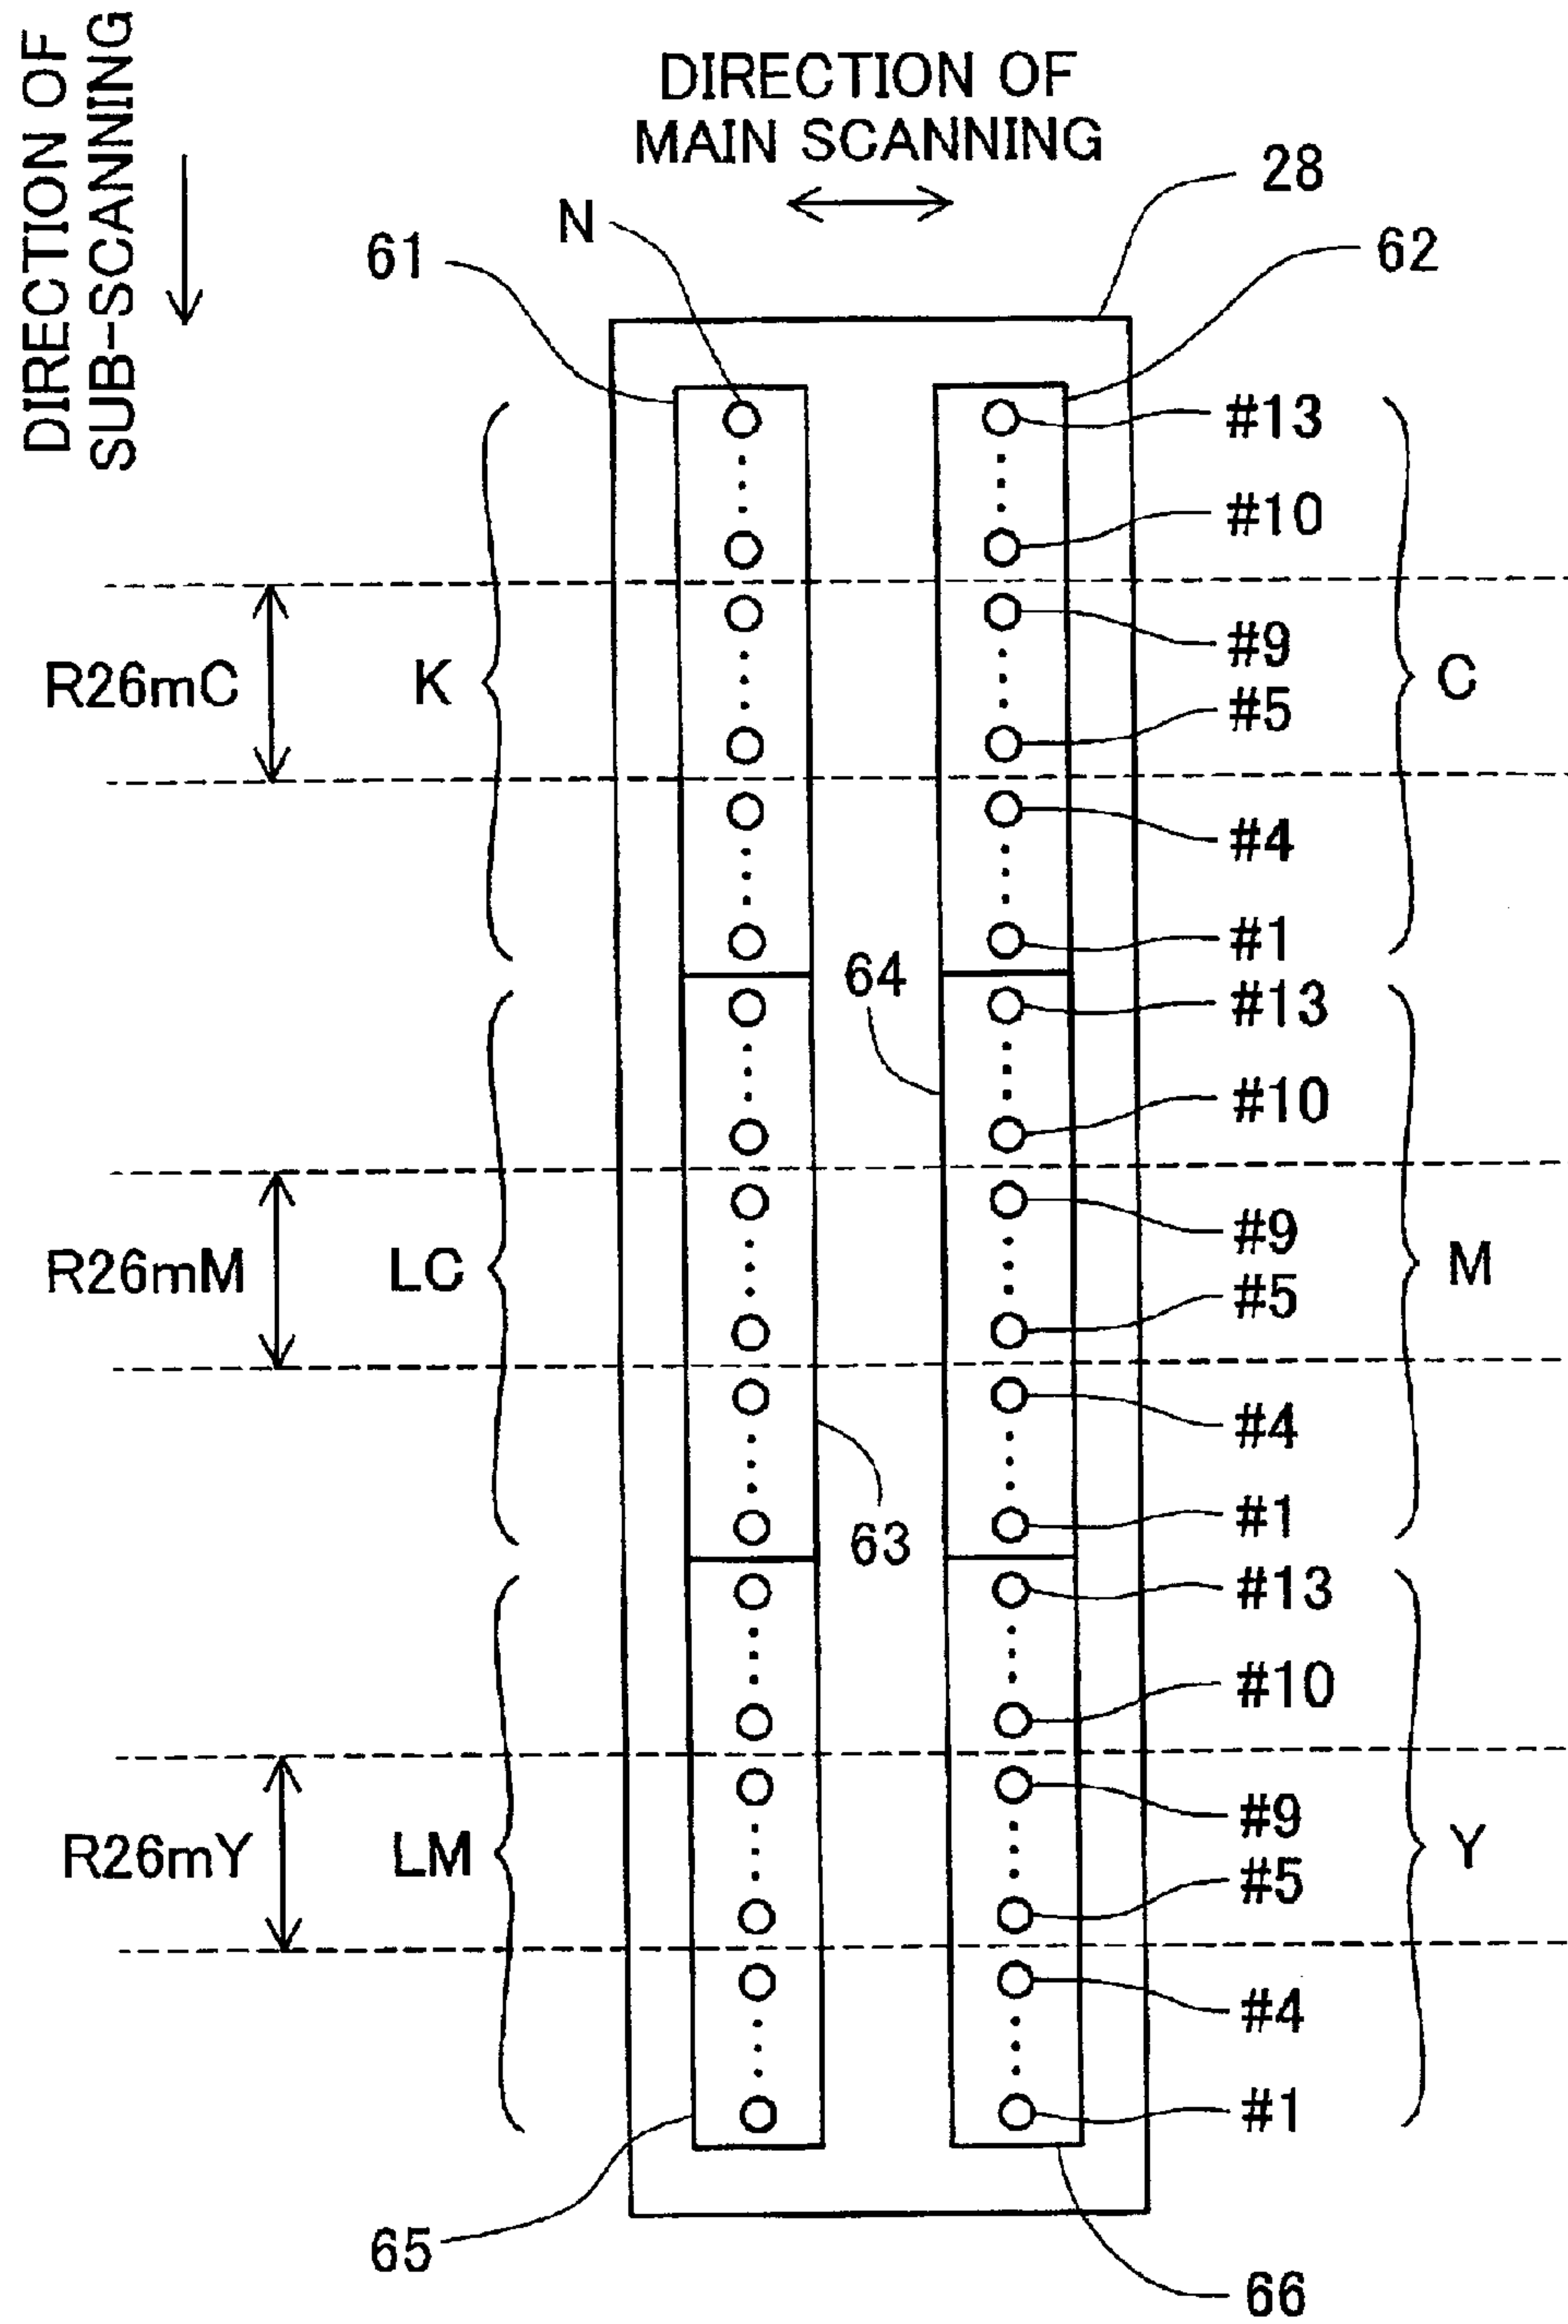 DIRECTION OF
SUB-SCANNING
DIRECTION OF
MAIN SCANNING
28
N
61
62
#13
#10
#9
R26mC
K
C
#5
#4
#1
64
#13
#10
#9
R26mM
LC
M
#5
#4
#1
63
#13
#10
#9
R26mY
LM
Y
#5
#4
#1
65
66